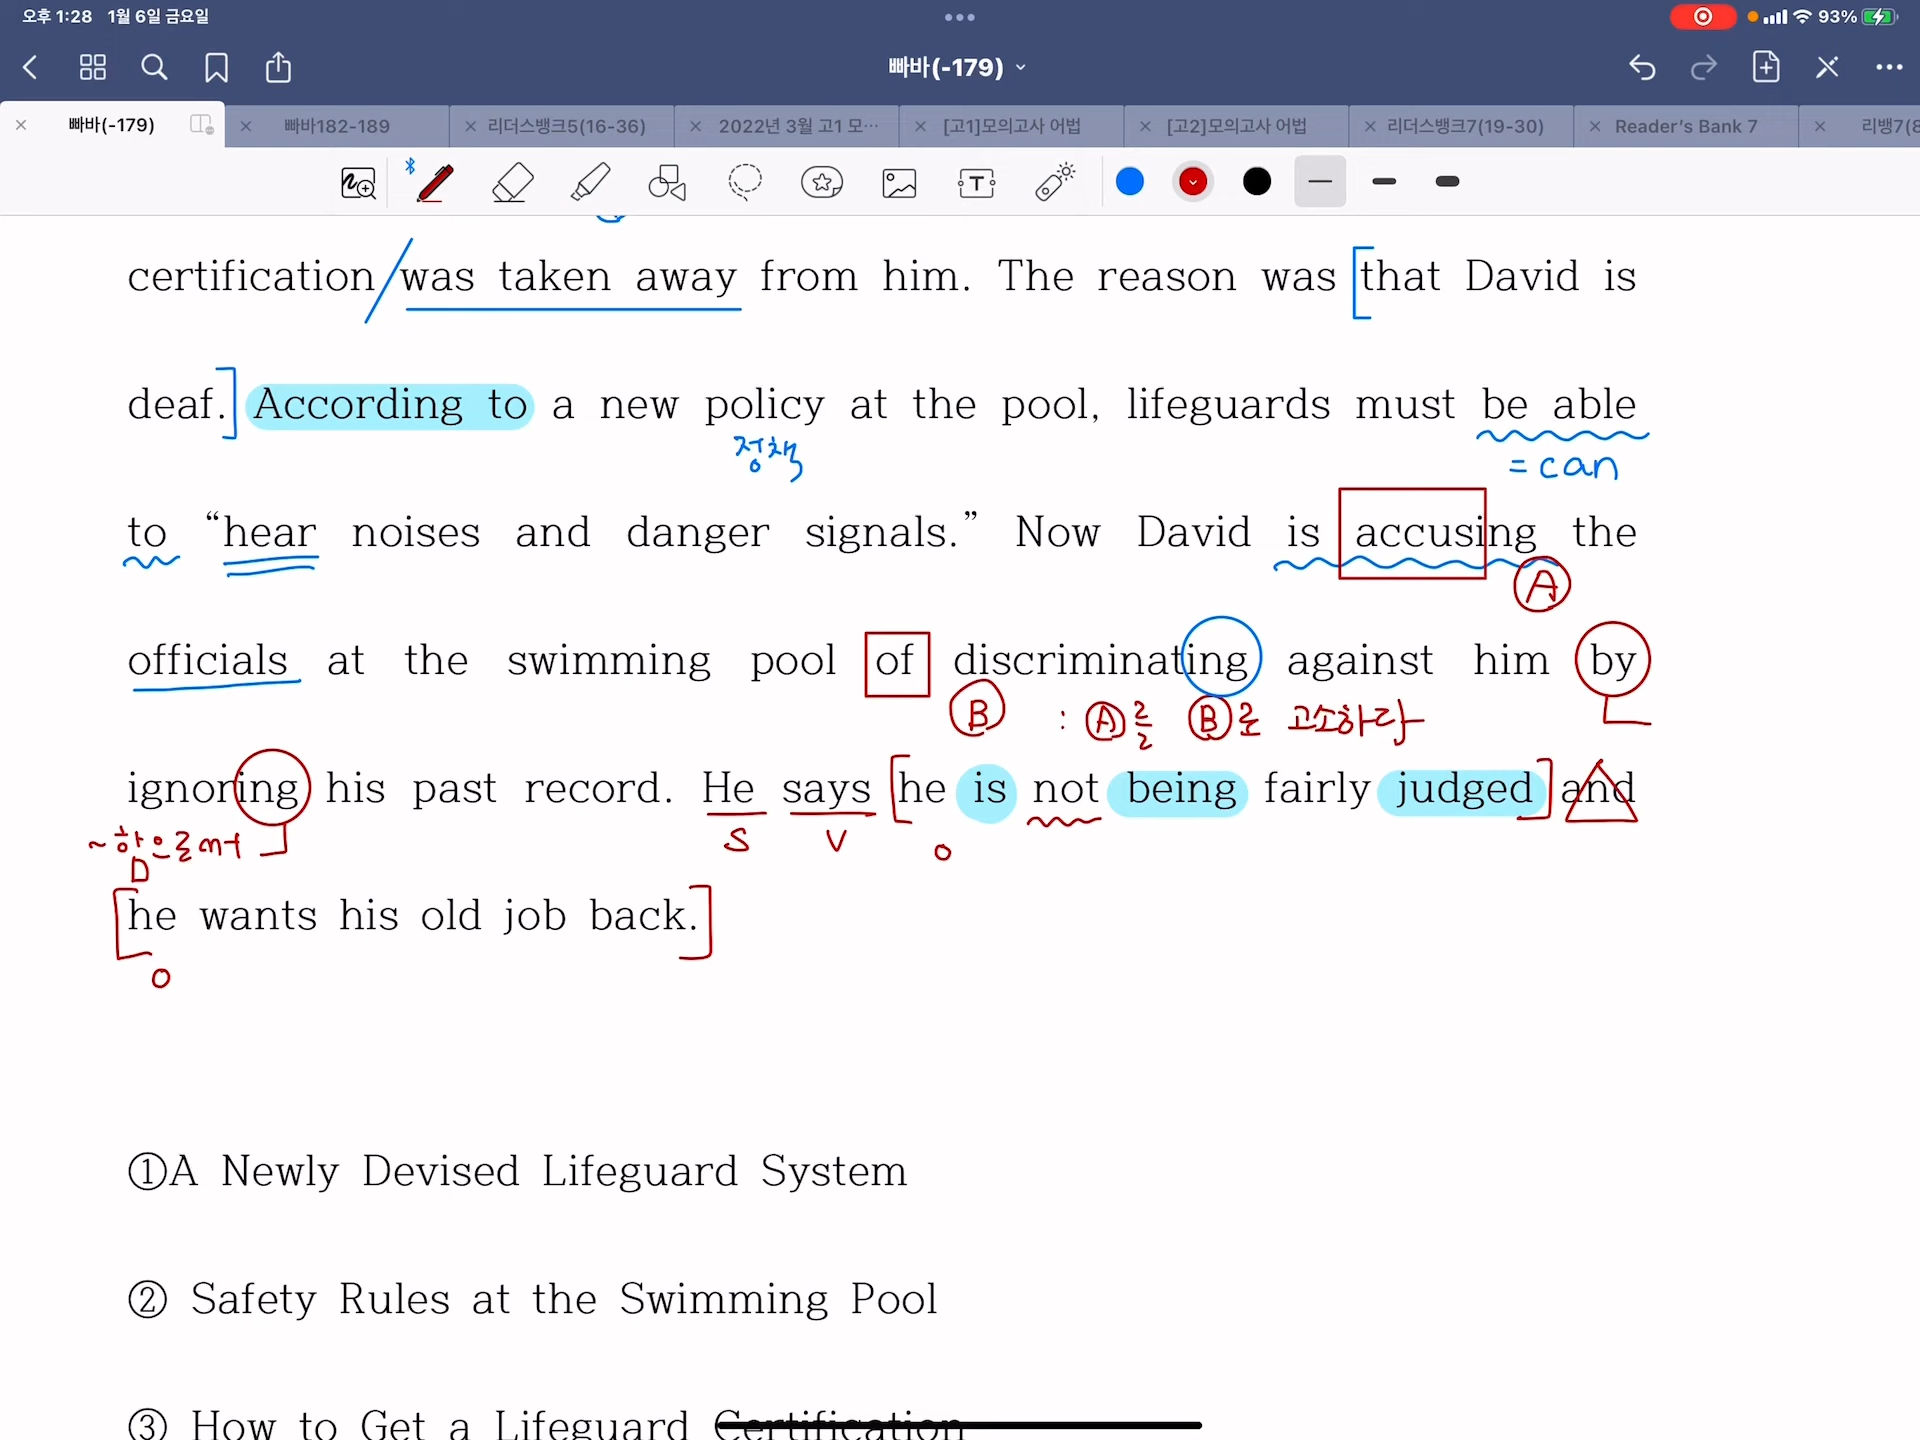 오후 1:28 1월 6일 금요일
93%
빠바(-179)
빠바(-179) 빠바182-189 리더스뱅크5(16-36) 2022년 3월 고1 모… [고1]모의고사 어법 [고2]모의고사 어법 리더스뱅크7(19-30) Reader's Bank 7 리뱅7(8
certification/was taken away from him. The reason was [that David is
deaf.] According to a new policy at the pool, lifeguards must be able
정책 = can
to “hear noises and danger signals.” Now David is accusing the
A
officials at the swimming pool of discriminating against him by
B : A를 B로 고소하다
ignoring his past record. He says [he is not being fairly judged] and
~함으로써 S V O
[he wants his old job back.]
O
①A Newly Devised Lifeguard System
② Safety Rules at the Swimming Pool
③ How to Get a Lifeguard Certification